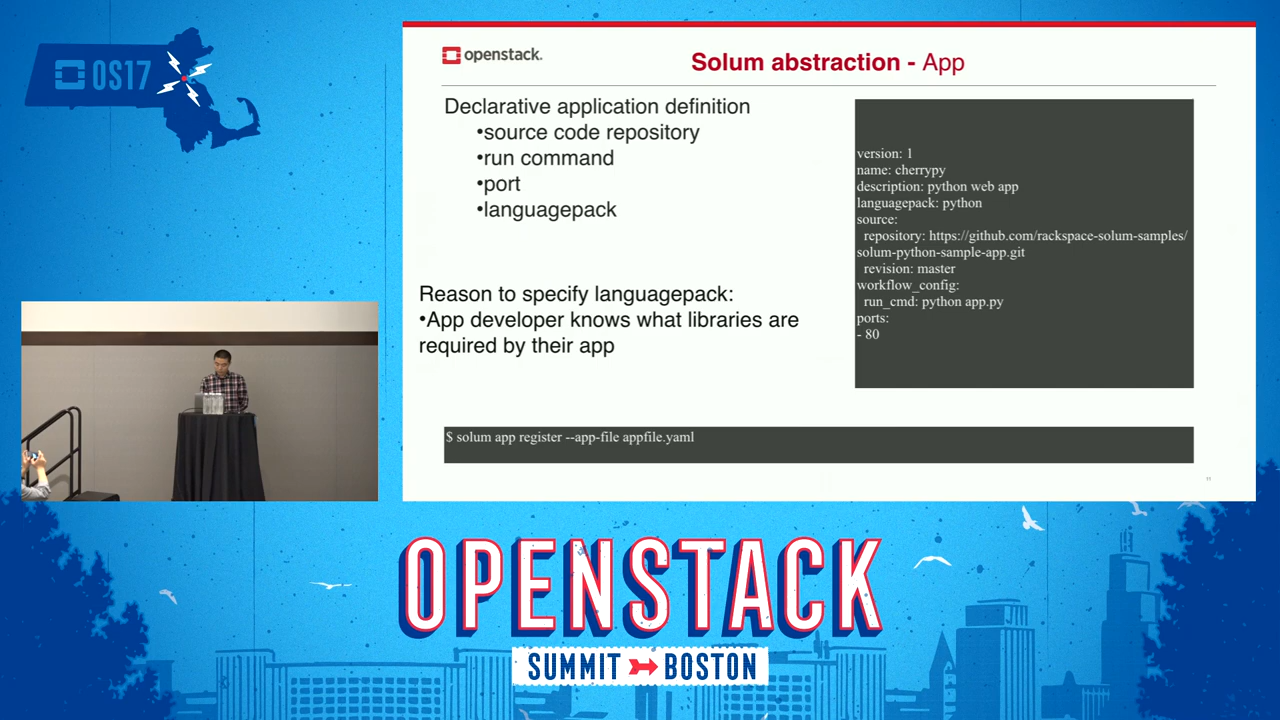 OS17
openstack.
Solum abstraction - App
Declarative application definition
•source code repository
•run command
•port
•languagepack
Reason to specify languagepack:
•App developer knows what libraries are
required by their app
version: 1
name: cherrypy
description: python web app
languagepack: python
source:
repository: https://github.com/rackspace-solum-samples/
solum-python-sample-app.git
revision: master
workflow_config:
run_cmd: python app.py
ports:
- 80
$ solum app register --app-file appfile.yaml
11
OPENSTACK
SUMMIT BOSTON